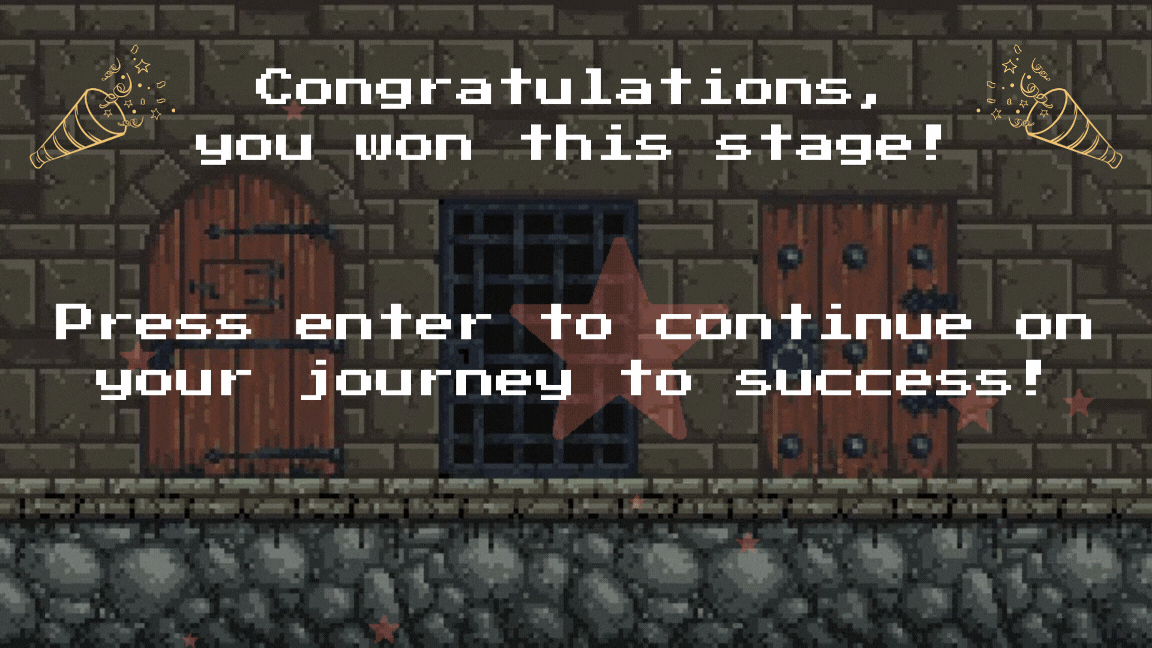 Congratulations,
you won this stage!
Press enter to continue on
your journey to success!